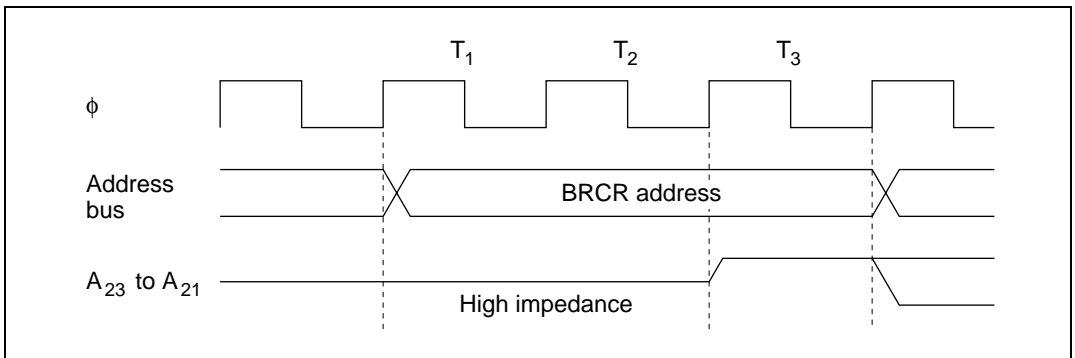 T1 T2 T3
ϕ
Address
bus
BRCR address
A23 to A21
High impedance